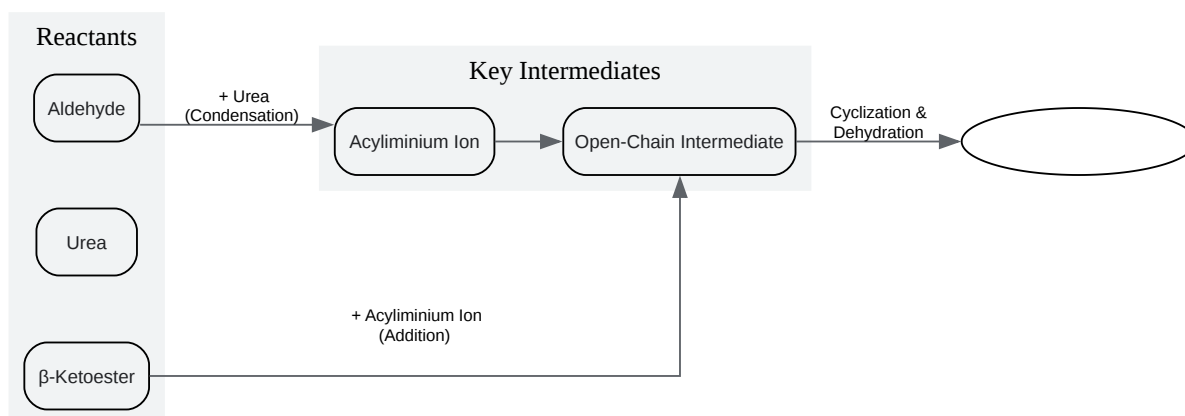 Reactants
Aldehyde
+ Urea
(Condensation)
Key Intermediates
Acyliminium Ion
Open-Chain Intermediate
Cyclization &
Dehydration
Urea
+ Acyliminium Ion
(Addition)
β-Ketoester